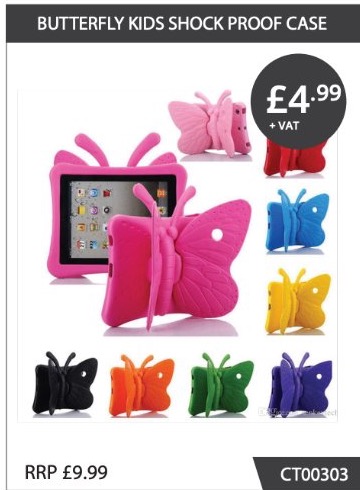 BUTTERFLY KIDS SHOCK PROOF CASE
£4.99
+ VAT
RRP £9.99
CT00303